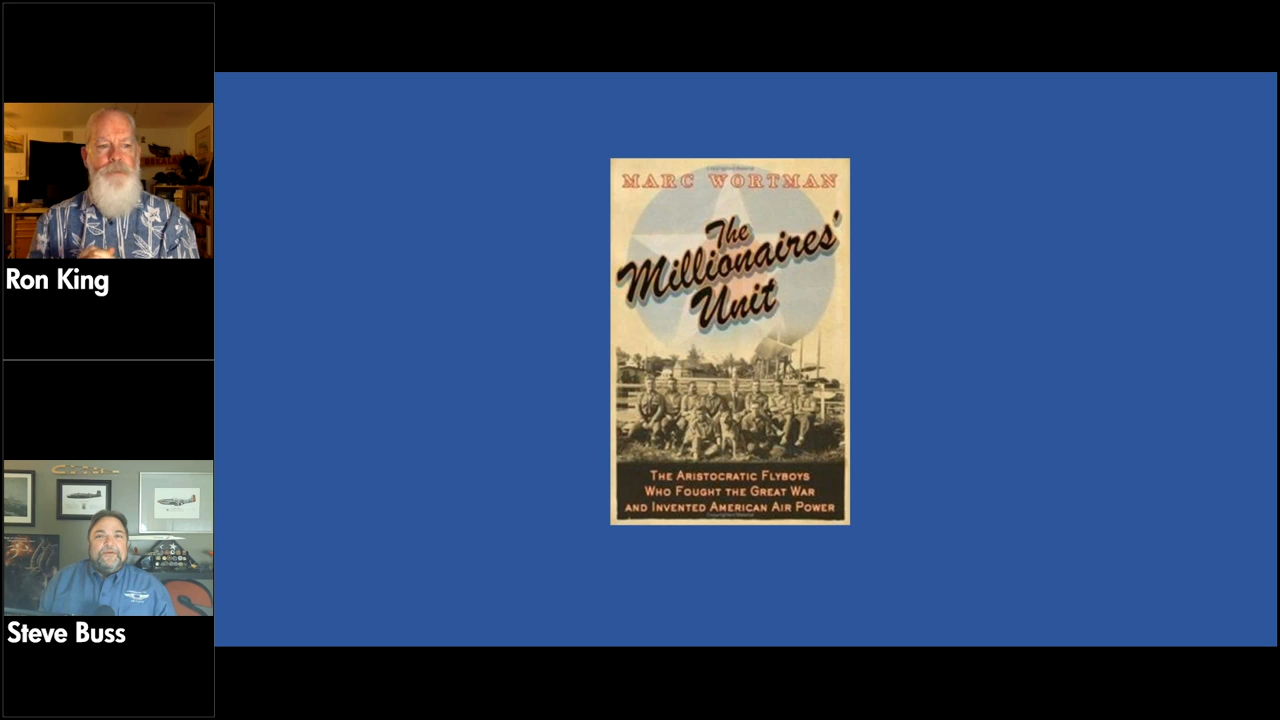 Ron King
Steve Buss
MARC WORTMAN
The
Millionaires'
Unit
THE ARISTOCRATIC FLYBOYS
WHO FOUGHT THE GREAT WAR
AND INVENTED AMERICAN AIR POWER